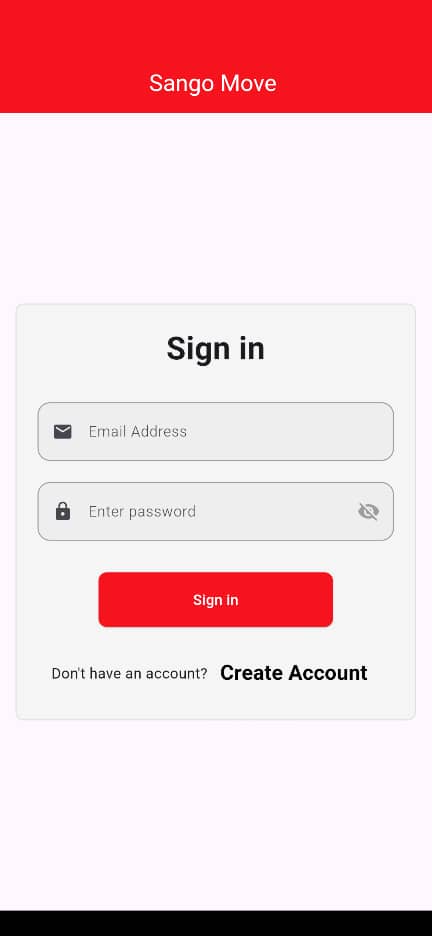 Sango Move
Sign in
Email Address
Enter password
Sign in
Don't have an account? Create Account